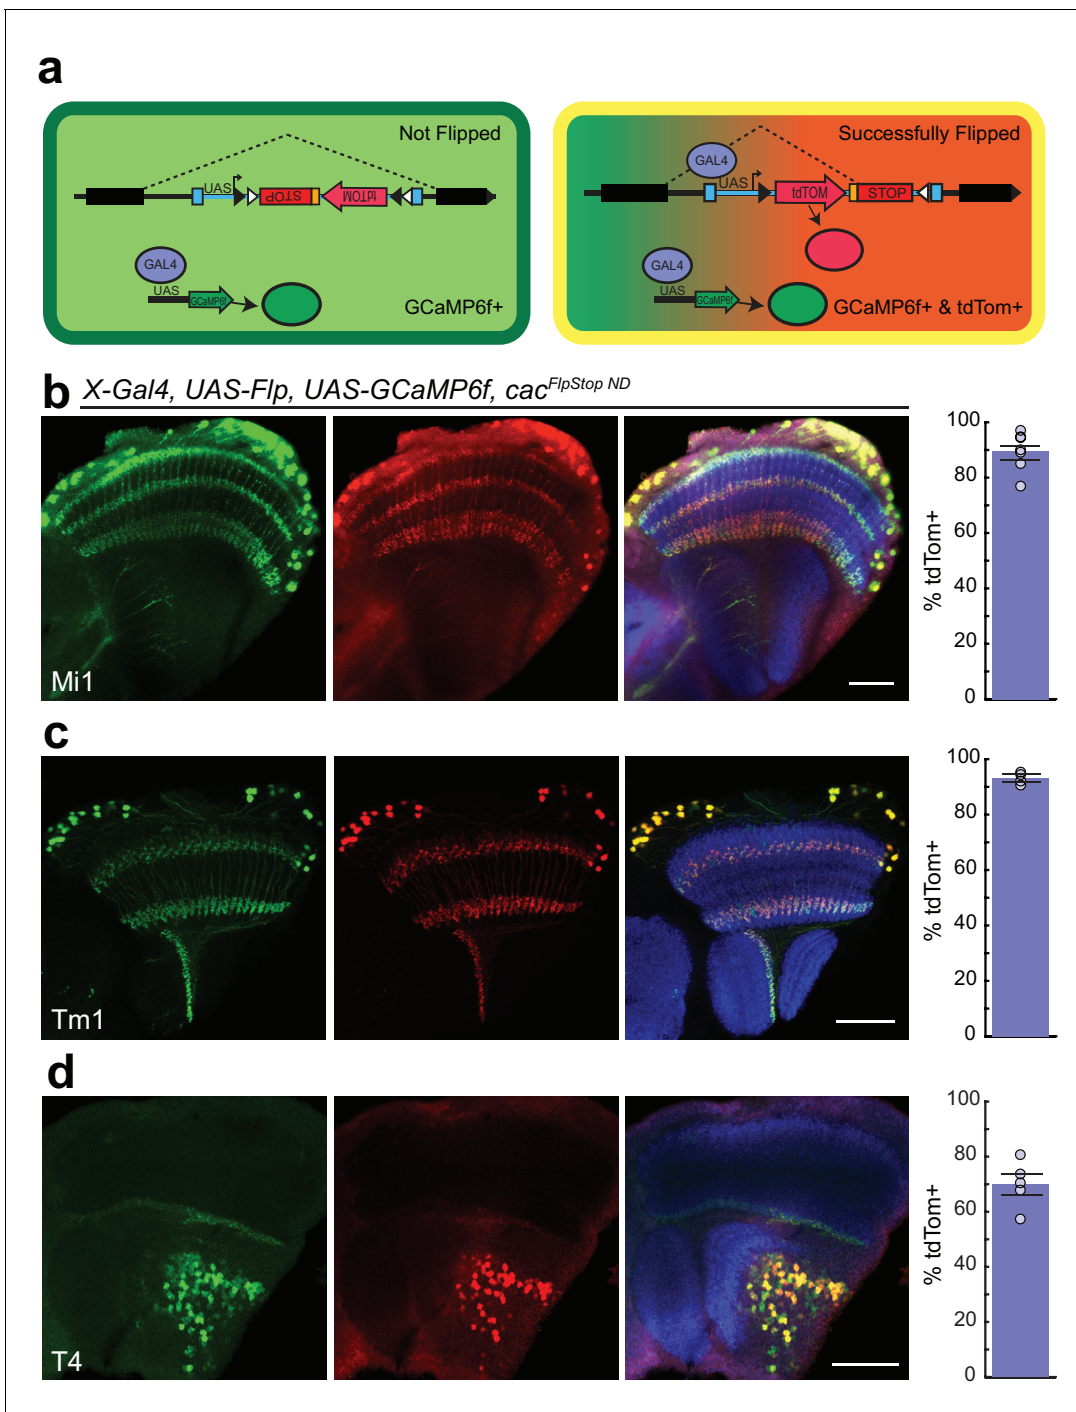 a
Not Flipped
UAS
STOP
tdTOM
GAL4
UAS
GCaMP6f
GCaMP6f+
Successfully Flipped
GAL4
UAS
tdTOM
STOP
GAL4
UAS
GCaMP6f
GCaMP6f+ & tdTom+
b X-Gal4, UAS-Flp, UAS-GCaMP6f, cacFlpStop ND
Mi1
% tdTom+
100
80
60
40
20
0
c
Tm1
% tdTom+
100
80
60
40
20
0
d
T4
% tdTom+
100
80
60
40
20
0